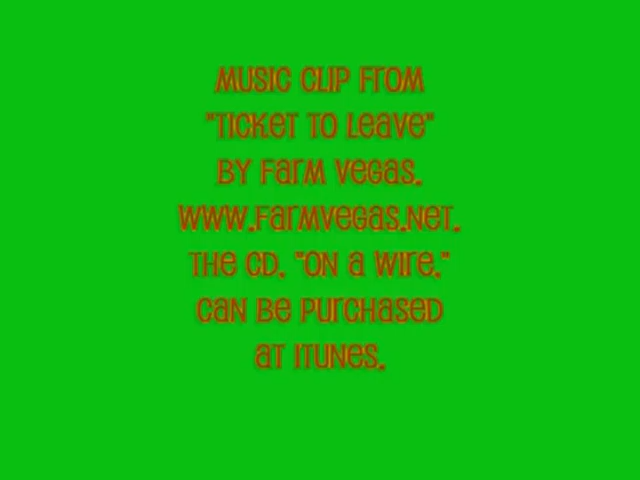 MUSIC CLIP FROM
"TICKET TO LEAVE"
BY FARM VEGAS.
WWW.FARMVEGAS.NET.
THE CD, "ON A WIRE,"
CAN BE PURCHASED
AT ITUNES.